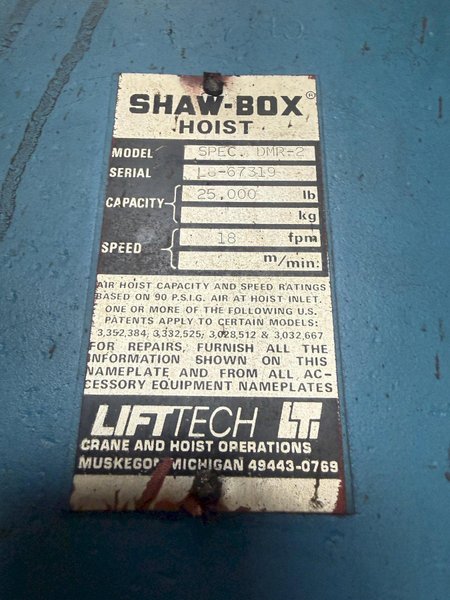 SHAW-BOX®
HOIST
MODEL SPEC. DMR-2
SERIAL L8-67319
CAPACITY 25,000 lb
kg
SPEED 18 fpm
m/min.
AIR HOIST CAPACITY AND SPEED RATINGS
BASED ON 90 P.S.I.G. AIR AT HOIST INLET.
ONE OR MORE OF THE FOLLOWING U.S.
PATENTS APPLY TO CERTAIN MODELS:
3,352,384, 3,332,525, 3,028,512 & 3,032,667
FOR REPAIRS, FURNISH ALL THE
INFORMATION SHOWN ON THIS
NAMEPLATE AND FROM ALL AC-
CESSORY EQUIPMENT NAMEPLATES
LIFTTECH LTI
CRANE AND HOIST OPERATIONS
MUSKEGON, MICHIGAN 49443-0769